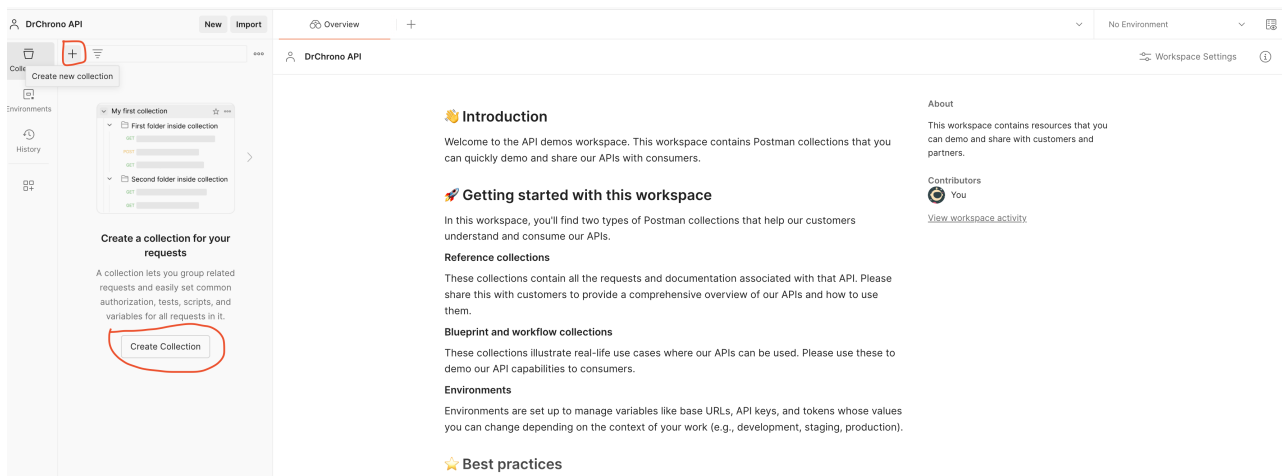 DrChrono API
New
Import
Overview
No Environment
DrChrono API
Workspace Settings
Create new collection
Environments
History
My first collection
First folder inside collection
GET
POST
GET
Second folder inside collection
GET
GET
Create a collection for your
requests
A collection lets you group related
requests and easily set common
authorization, tests, scripts, and
variables for all requests in it.
Create Collection
👋 Introduction
Welcome to the API demos workspace. This workspace contains Postman collections that you
can quickly demo and share our APIs with consumers.
🚀 Getting started with this workspace
In this workspace, you'll find two types of Postman collections that help our customers
understand and consume our APIs.
Reference collections
These collections contain all the requests and documentation associated with that API. Please
share this with customers to provide a comprehensive overview of our APIs and how to use
them.
Blueprint and workflow collections
These collections illustrate real-life use cases where our APIs can be used. Please use these to
demo our API capabilities to consumers.
Environments
Environments are set up to manage variables like base URLs, API keys, and tokens whose values
you can change depending on the context of your work (e.g., development, staging, production).
⭐ Best practices
About
This workspace contains resources that you
can demo and share with customers and
partners.
Contributors
You
View workspace activity